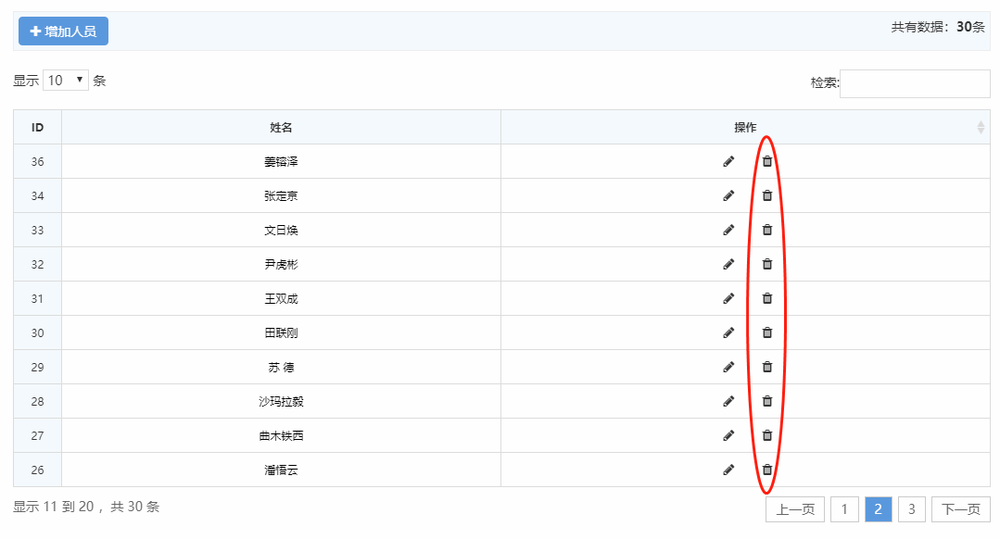 增加人员
共有数据：30条
显示 10 条
检索:
ID 姓名 操作
36 姜镕泽
34 张定京
33 文日焕
32 尹虎彬
31 王双成
30 田联刚
29 苏 德
28 沙玛拉毅
27 曲木铁西
26 潘悟云
显示 11 到 20 ，共 30 条
上一页 1 2 3 下一页